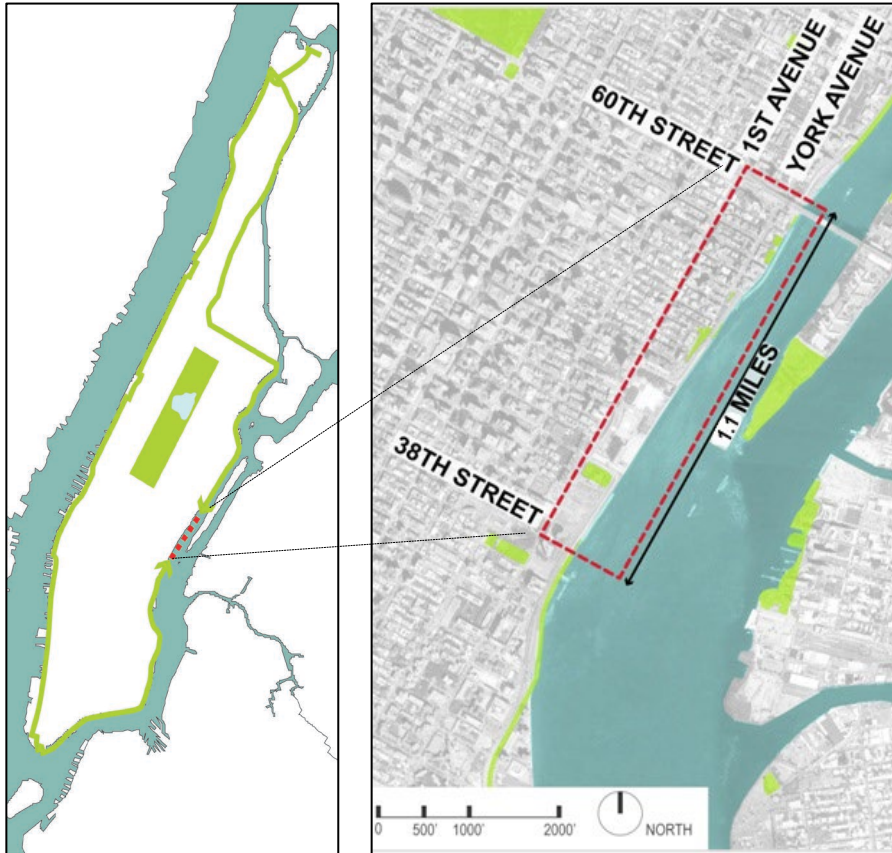 60TH STREET
1ST AVENUE
YORK AVENUE
1.1 MILES
38TH STREET
0 500' 1000' 2000'
NORTH